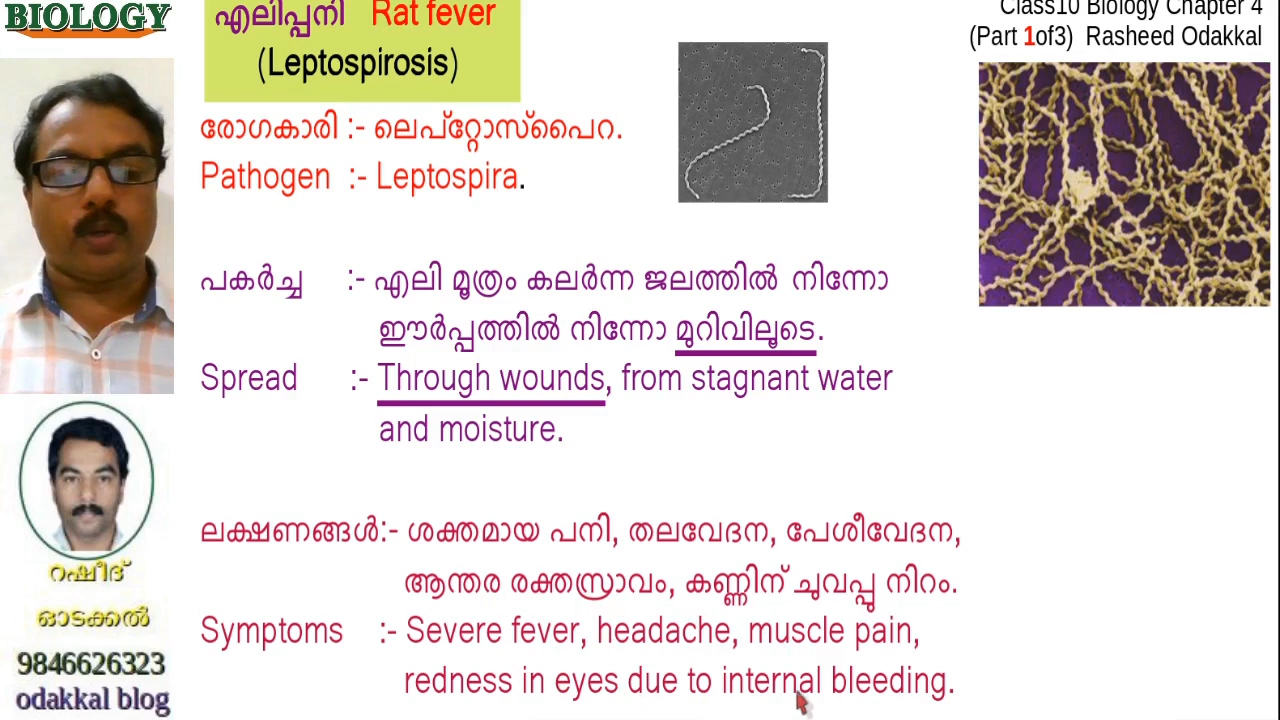 BIOLOGY
എലിപ്പനി Rat fever
(Leptospirosis)
Class10 Biology Chapter 4
(Part 1of3) Rasheed Odakkal
രോഗകാരി :- ലെപ്റ്റോസ്പൈറ.
Pathogen :- Leptospira.
പകർച്ച :- എലി മൂത്രം കലർന്ന ജലത്തിൽ നിന്നോ
ഈർപ്പത്തിൽ നിന്നോ മുറിവിലൂടെ.
Spread :- Through wounds, from stagnant water
and moisture.
ലക്ഷണങ്ങൾ:- ശക്തമായ പനി, തലവേദന, പേശീവേദന,
ആന്തര രക്തസ്രാവം, കണ്ണിന് ചുവപ്പു നിറം.
Symptoms :- Severe fever, headache, muscle pain,
redness in eyes due to internal bleeding.
റഷീദ്
ഓടക്കൽ
9846626323
odakkal blog